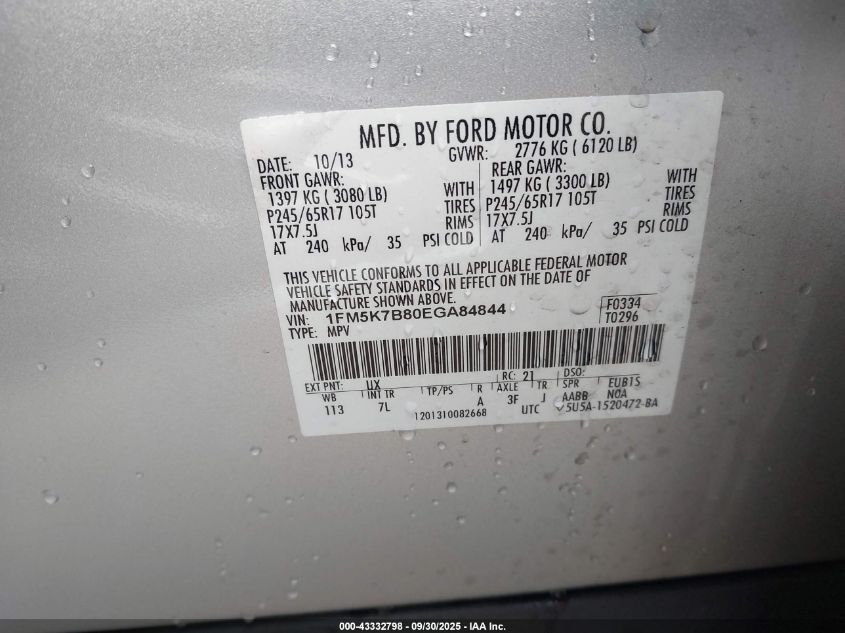 MFD. BY FORD MOTOR CO.
DATE: 10/13 GVWR: 2776 KG ( 6120 LB)
FRONT GAWR: REAR GAWR:
1397 KG ( 3080 LB) WITH 1497 KG ( 3300 LB) WITH
P245/65R17 105T TIRES P245/65R17 105T TIRES
17X7.5J RIMS 17X7.5J RIMS
AT 240 kPa/ 35 PSI COLD AT 240 kPa/ 35 PSI COLD
THIS VEHICLE CONFORMS TO ALL APPLICABLE FEDERAL MOTOR
VEHICLE SAFETY STANDARDS IN EFFECT ON THE DATE OF
MANUFACTURE SHOWN ABOVE.
VIN: 1FM5K7B80EGA84844 F0334
TYPE: MPV T0296
EXT PNT: UX RC: 21 DSO:
WB INT TR TP/PS R AXLE TR SPR EUB1S
113 7L A 3F J AABB NOA
1201310082668 UTC 5U5A-1520472-BA
000-43332798 - 09/30/2025 - IAA Inc.